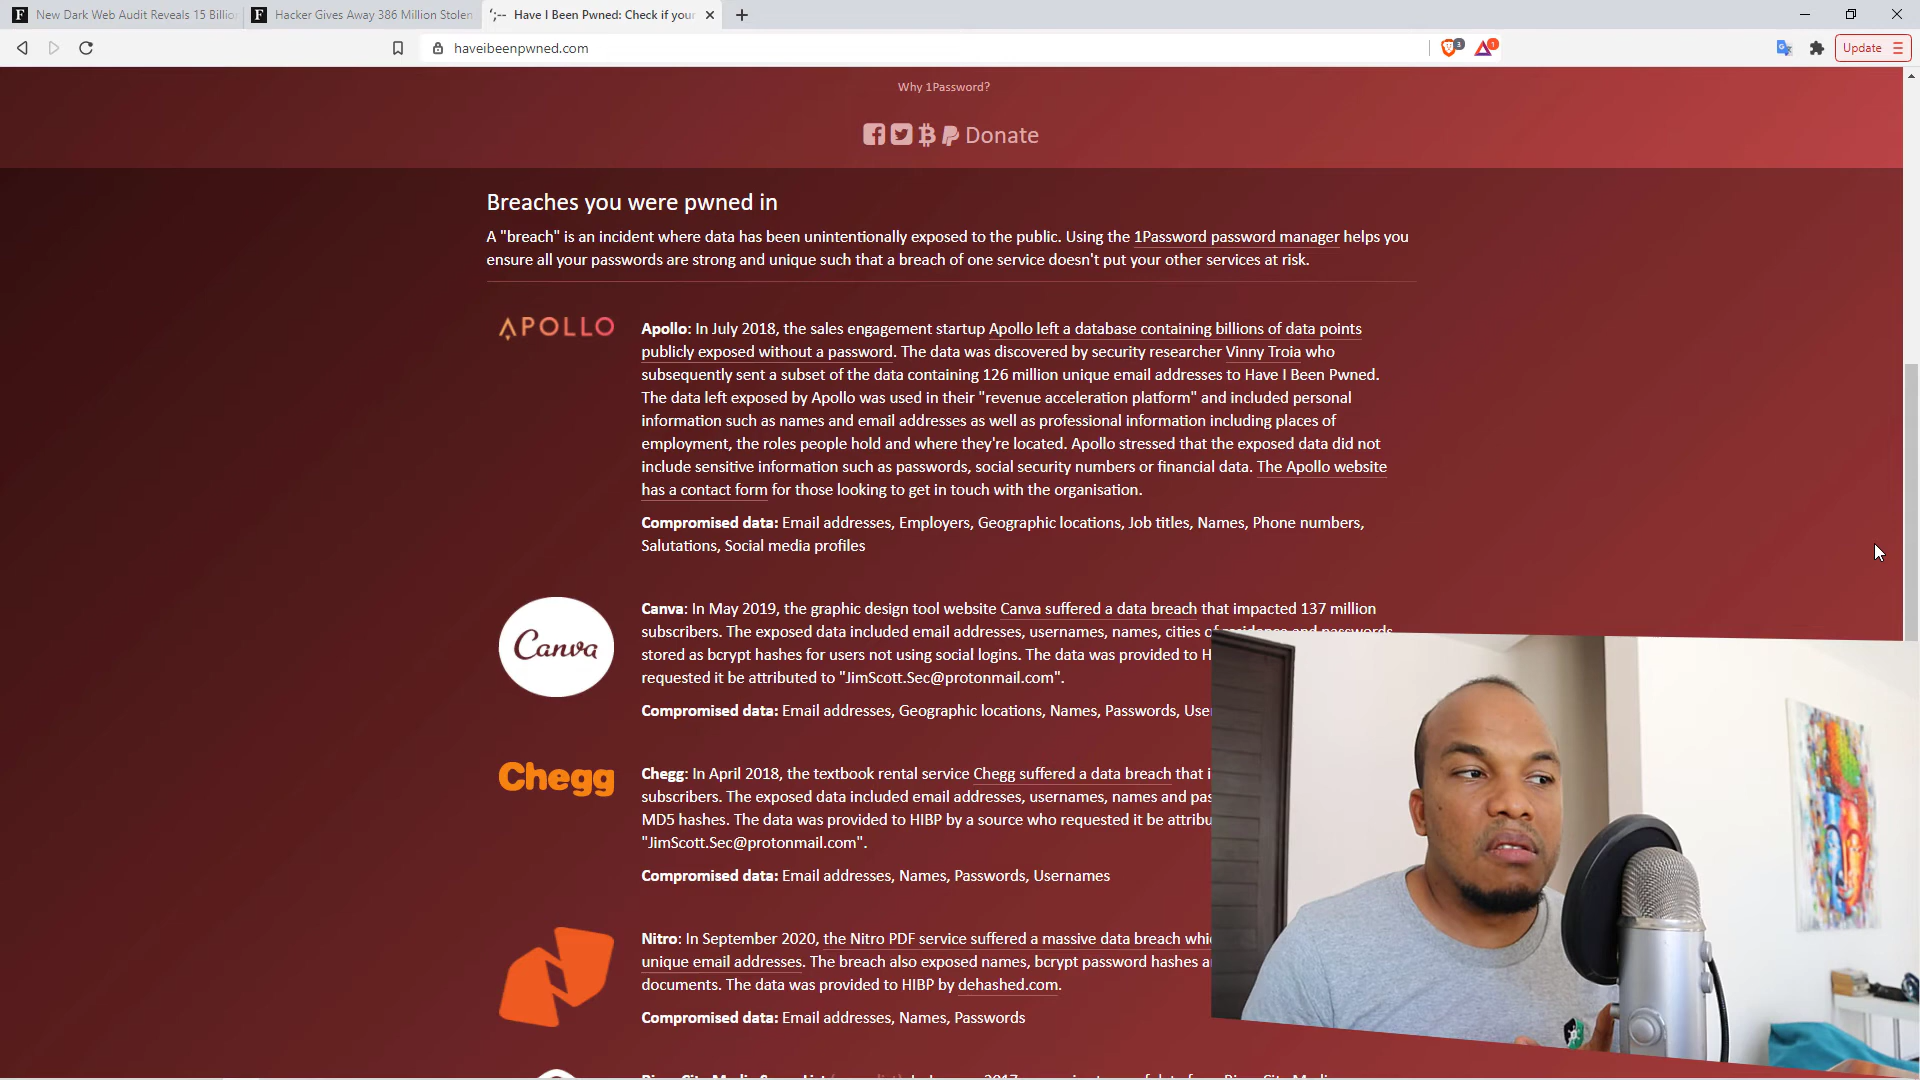 New Dark Web Audit Reveals 15 Billio
Hacker Gives Away 386 Million Stolen
Have I Been Pwned: Check if your
haveibeenpwned.com
3
1
Update
Why 1Password?
Donate
Breaches you were pwned in
A "breach" is an incident where data has been unintentionally exposed to the public. Using the 1Password password manager helps you
ensure all your passwords are strong and unique such that a breach of one service doesn't put your other services at risk.
APOLLO
Apollo: In July 2018, the sales engagement startup Apollo left a database containing billions of data points
publicly exposed without a password. The data was discovered by security researcher Vinny Troia who
subsequently sent a subset of the data containing 126 million unique email addresses to Have I Been Pwned.
The data left exposed by Apollo was used in their "revenue acceleration platform" and included personal
information such as names and email addresses as well as professional information including places of
employment, the roles people hold and where they're located. Apollo stressed that the exposed data did not
include sensitive information such as passwords, social security numbers or financial data. The Apollo website
has a contact form for those looking to get in touch with the organisation.
Compromised data: Email addresses, Employers, Geographic locations, Job titles, Names, Phone numbers,
Salutations, Social media profiles
Canva
Canva: In May 2019, the graphic design tool website Canva suffered a data breach that impacted 137 million
subscribers. The exposed data included email addresses, usernames, names, cities of residence and passwords
stored as bcrypt hashes for users not using social logins. The data was provided to H
requested it be attributed to "JimScott.Sec@protonmail.com".
Compromised data: Email addresses, Geographic locations, Names, Passwords, Use
Chegg
Chegg: In April 2018, the textbook rental service Chegg suffered a data breach that i
subscribers. The exposed data included email addresses, usernames, names and pas
MD5 hashes. The data was provided to HIBP by a source who requested it be attribu
"JimScott.Sec@protonmail.com".
Compromised data: Email addresses, Names, Passwords, Usernames
Nitro: In September 2020, the Nitro PDF service suffered a massive data breach whi
unique email addresses. The breach also exposed names, bcrypt password hashes a
documents. The data was provided to HIBP by dehashed.com.
Compromised data: Email addresses, Names, Passwords